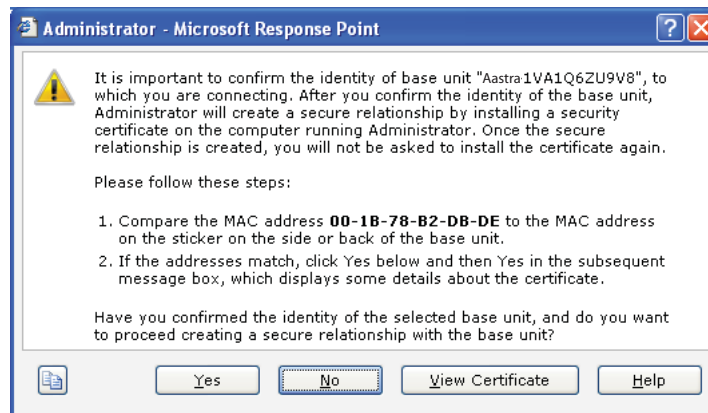 Administrator - Microsoft Response Point
It is important to confirm the identity of base unit "Aastra-1VA1Q6ZU9V8", to
which you are connecting. After you confirm the identity of the base unit,
Administrator will create a secure relationship by installing a security
certificate on the computer running Administrator. Once the secure
relationship is created, you will not be asked to install the certificate again.
Please follow these steps:
1. Compare the MAC address 00-1B-78-B2-DB-DE to the MAC address
on the sticker on the side or back of the base unit.
2. If the addresses match, click Yes below and then Yes in the subsequent
message box, which displays some details about the certificate.
Have you confirmed the identity of the selected base unit, and do you want
to proceed creating a secure relationship with the base unit?
Yes No View Certificate Help